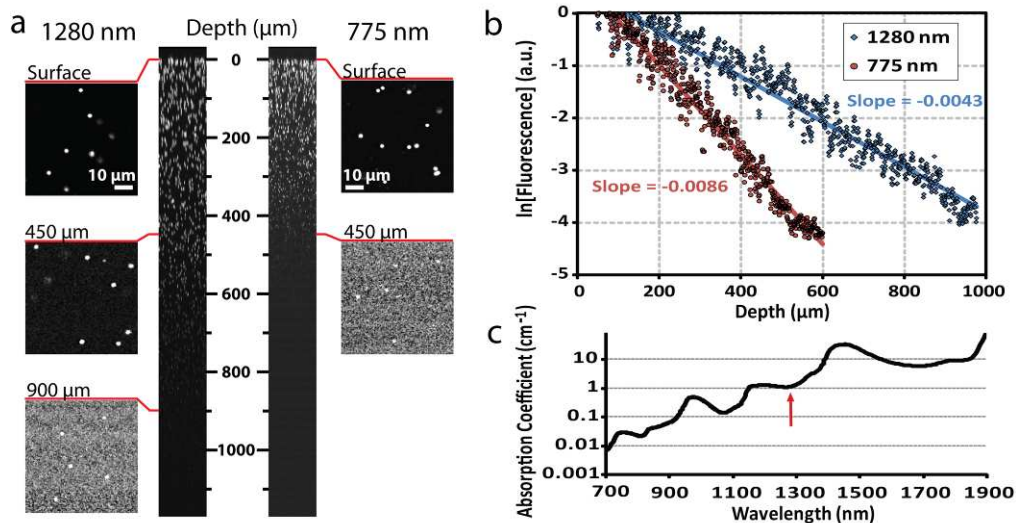 a
1280 nm
Depth (μm)
775 nm
Surface
10 μm
450 μm
900 μm
0
200
400
600
800
1000
Surface
10 μm
450 μm
b
ln[Fluorescence] (a.u.)
0
-1
-2
-3
-4
-5
1280 nm
775 nm
Slope = -0.0043
Slope = -0.0086
0 200 400 600 800 1000
Depth (μm)
c
Absorption Coefficient (cm⁻¹)
10
1
0.1
0.01
0.001
700 900 1100 1300 1500 1700 1900
Wavelength (nm)